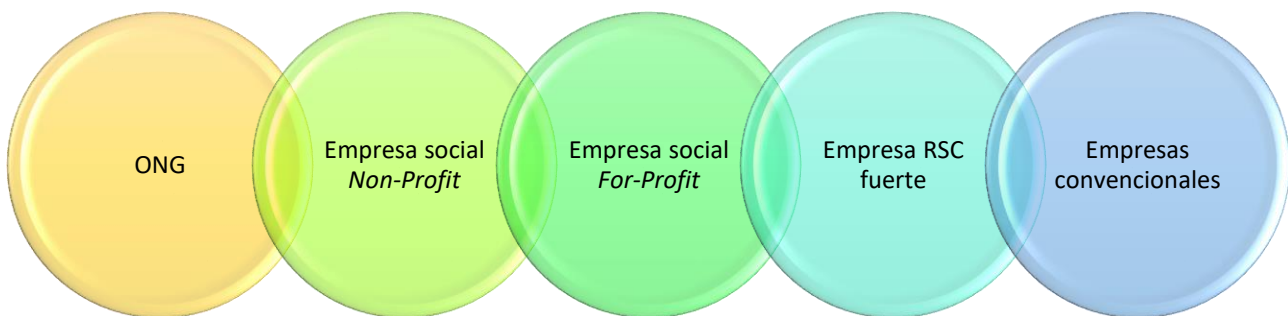 ONG
Empresa social
Non-Profit
Empresa social
For-Profit
Empresa RSC
fuerte
Empresas
convencionales